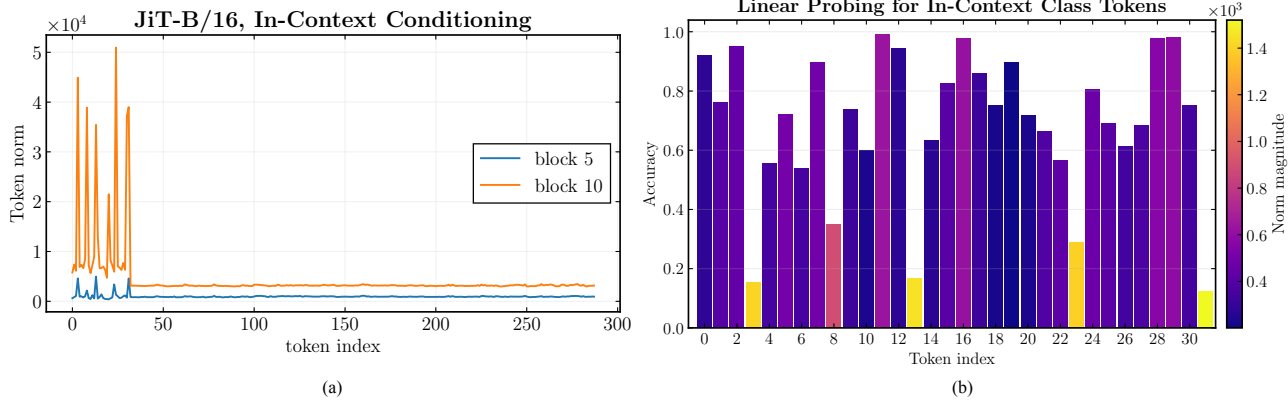 JiT-B/16, In-Context Conditioning
×10⁴
5
4
3
2
1
0
Token norm
block 5
block 10
0 50 100 150 200 250 300
token index
(a)
Linear Probing for In-Context Class Tokens
1.0
0.8
0.6
0.4
0.2
0.0
Accuracy
0 2 4 6 8 10 12 14 16 18 20 22 24 26 28 30
Token index
×10³
1.4
1.2
1.0
0.8
0.6
0.4
Norm magnitude
(b)